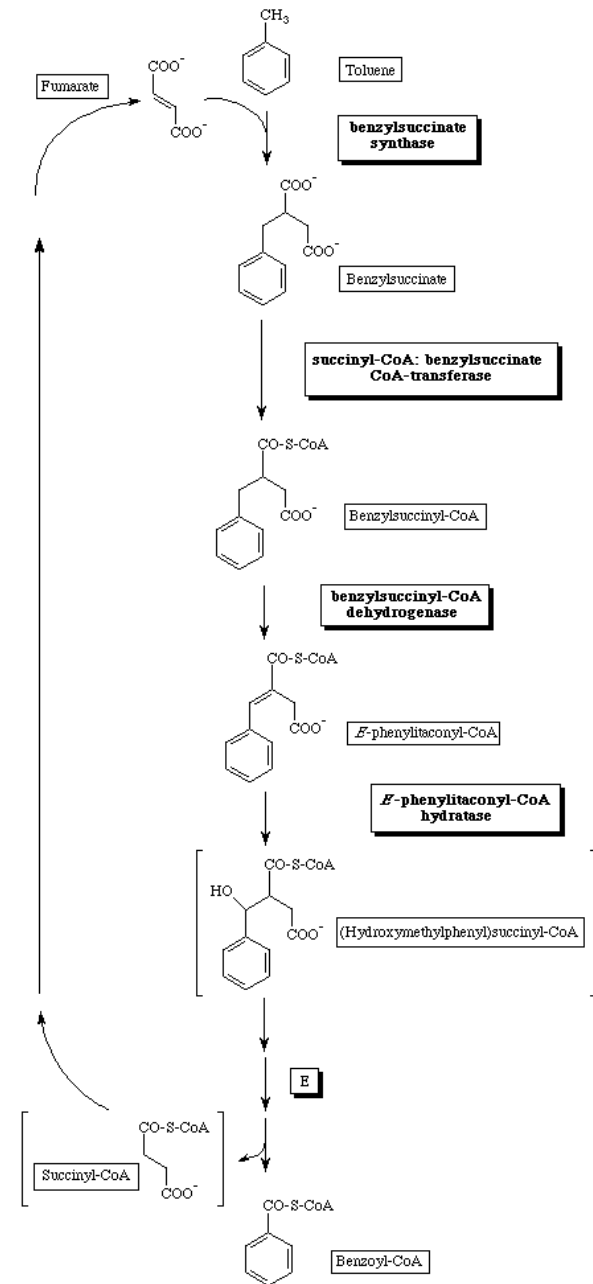 CH3
COO-
Fumarate
Toluene
COO-
benzylsuccinate
synthase
COO-
COO-
Benzylsuccinate
succinyl-CoA: benzylsuccinate
CoA-transferase
CO-S-CoA
COO-
Benzylsuccinyl-CoA
benzylsuccinyl-CoA
dehydrogenase
CO-S-CoA
COO-
E-phenylitaconyl-CoA
E-phenylitaconyl-CoA
hydratase
CO-S-CoA
HO
COO-
(Hydroxymethylphenyl)succinyl-CoA
E
CO-S-CoA
Succinyl-CoA
COO-
CO-S-CoA
Benzoyl-CoA